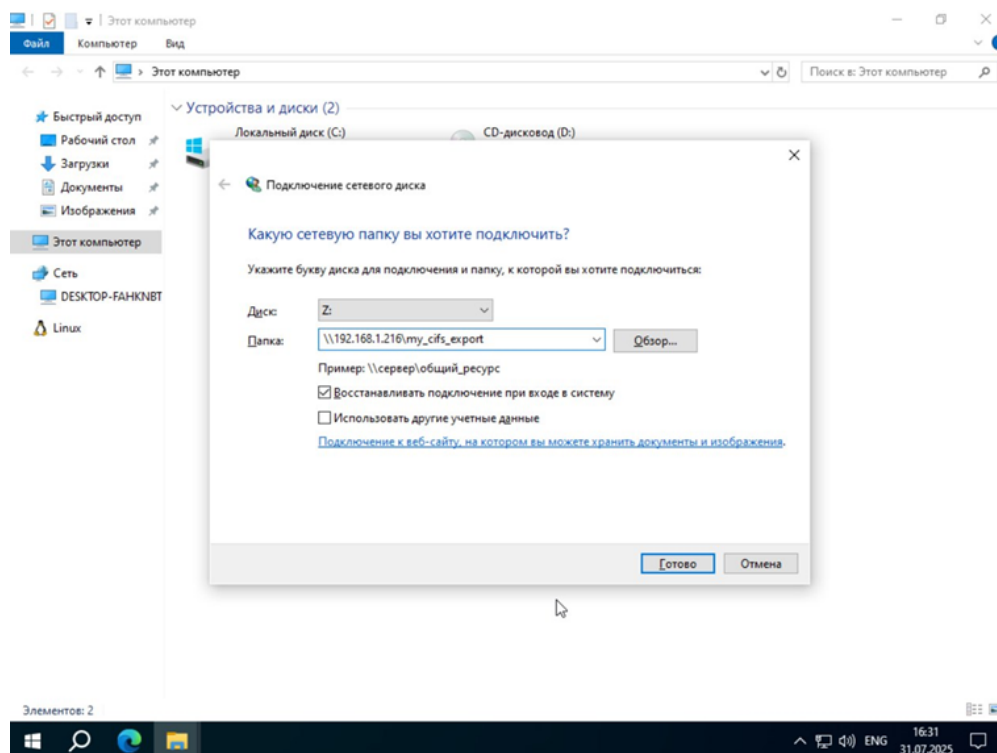 Этот компьютер
Файл Компьютер Вид
Этот компьютер
Поиск в: Этот компьютер
Быстрый доступ
Рабочий стол
Загрузки
Документы
Изображения
Этот компьютер
Сеть
DESKTOP-FAHKNBT
Linux
Устройства и диски (2)
Локальный диск (C:) CD-дисковод (D:)
Подключение сетевого диска
Какую сетевую папку вы хотите подключить?
Укажите букву диска для подключения и папку, к которой вы хотите подключиться:
Диск: Z:
Папка: \\192.168.1.216\my_cifs_export Обзор...
Пример: \\сервер\общий_ресурс
Восстанавливать подключение при входе в систему
Использовать другие учетные данные
Подключение к веб-сайту, на котором вы можете хранить документы и изображения.
Готово Отмена
Элементов: 2
ENG
16:31
31.07.2025